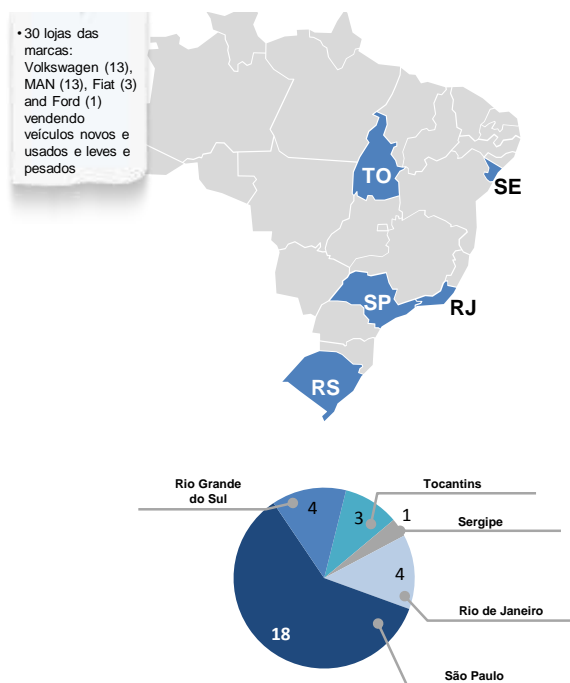 • 30 lojas das
marcas:
Volkswagen (13),
MAN (13), Fiat (3)
and Ford (1)
vendendo
veículos novos e
usados e leves e
pesados
TO
SE
SP
RJ
RS
Rio Grande
do Sul
Tocantins
4
3
1
Sergipe
4
Rio de Janeiro
18
São Paulo